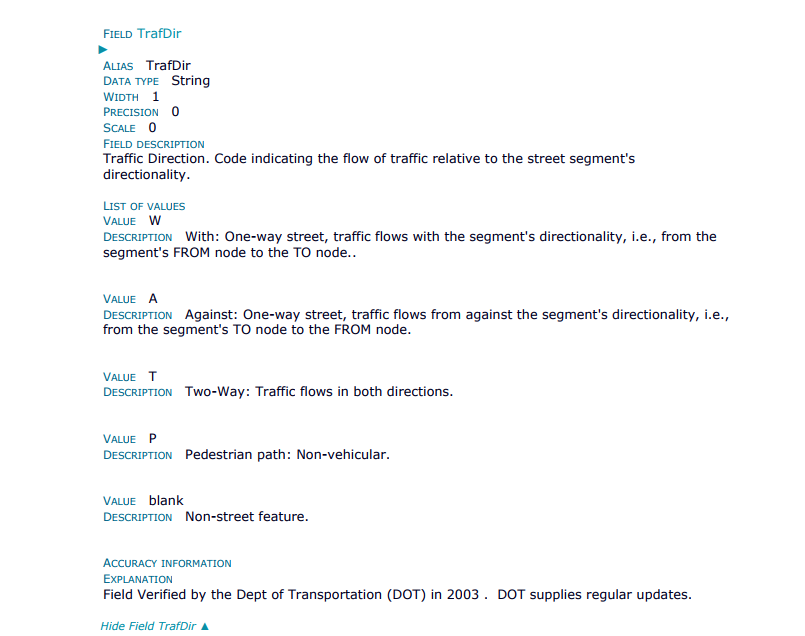 FIELD TrafDir
►
ALIAS TrafDir
DATA TYPE String
WIDTH 1
PRECISION 0
SCALE 0
FIELD DESCRIPTION
Traffic Direction. Code indicating the flow of traffic relative to the street segment's
directionality.
LIST OF VALUES
VALUE W
DESCRIPTION With: One-way street, traffic flows with the segment's directionality, i.e., from the
segment's FROM node to the TO node..
VALUE A
DESCRIPTION Against: One-way street, traffic flows from against the segment's directionality, i.e.,
from the segment's TO node to the FROM node.
VALUE T
DESCRIPTION Two-Way: Traffic flows in both directions.
VALUE P
DESCRIPTION Pedestrian path: Non-vehicular.
VALUE blank
DESCRIPTION Non-street feature.
ACCURACY INFORMATION
EXPLANATION
Field Verified by the Dept of Transportation (DOT) in 2003 . DOT supplies regular updates.
Hide Field TrafDir ▲